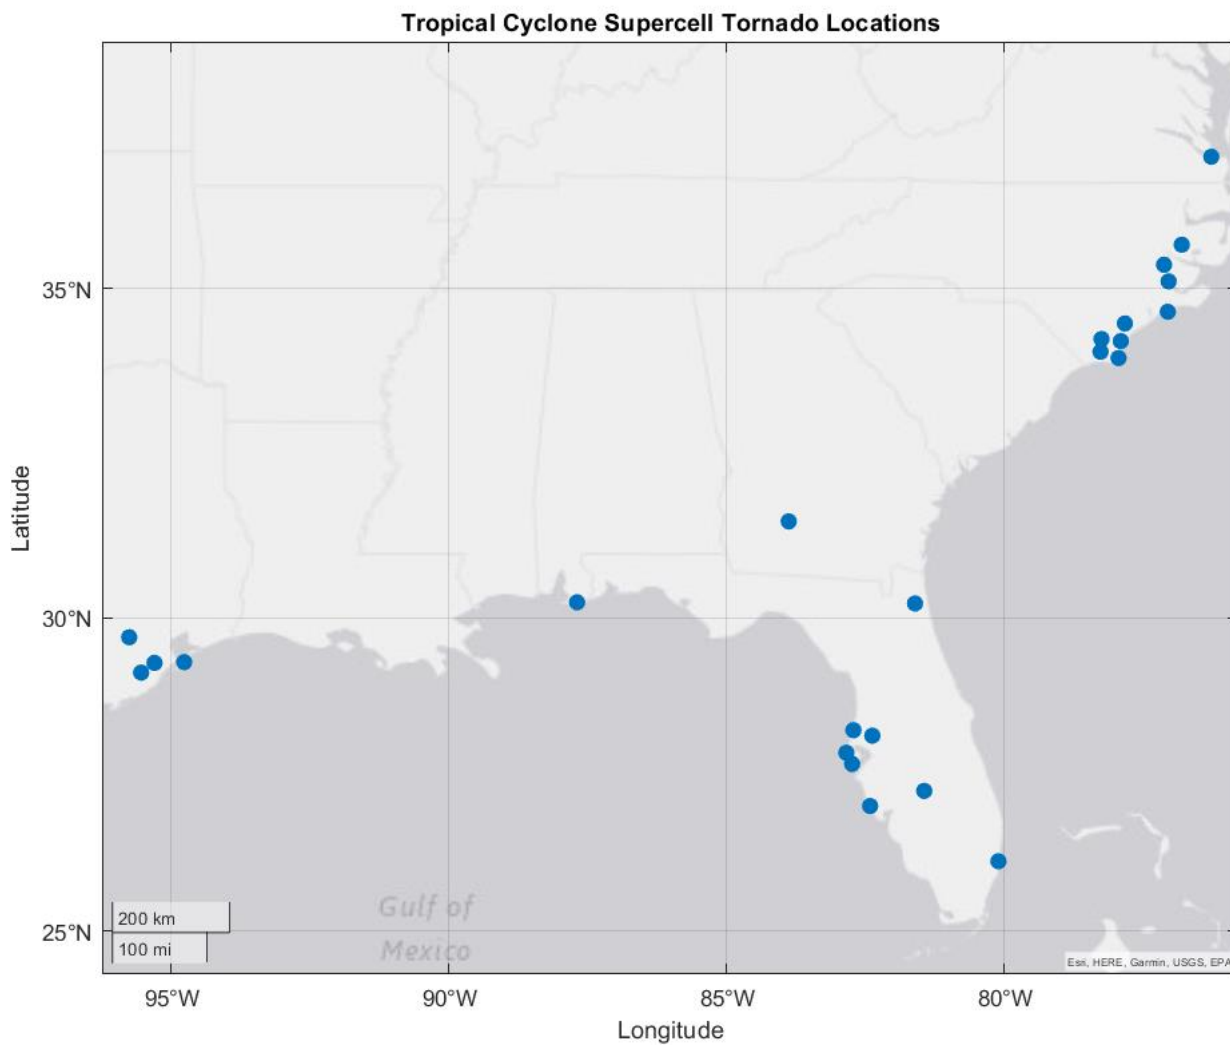 Tropical Cyclone Supercell Tornado Locations
35°N
30°N
25°N
Latitude
Gulf of
Mexico
200 km
100 mi
Esri, HERE, Garmin, USGS, EPA
95°W
90°W
85°W
80°W
Longitude